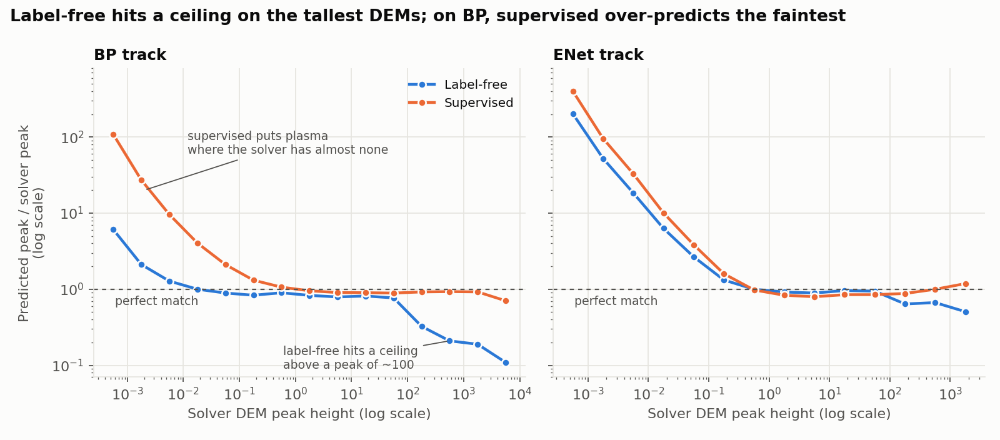 Label-free hits a ceiling on the tallest DEMs; on BP, supervised over-predicts the faintest
BP track
Label-free
Supervised
supervised puts plasma
where the solver has almost none
perfect match
label-free hits a ceiling
above a peak of ~100
Predicted peak / solver peak
(log scale)
10²
10¹
10⁰
10⁻¹
10⁻³ 10⁻² 10⁻¹ 10⁰ 10¹ 10² 10³ 10⁴
Solver DEM peak height (log scale)
ENet track
perfect match
10⁻³ 10⁻² 10⁻¹ 10⁰ 10¹ 10² 10³
Solver DEM peak height (log scale)